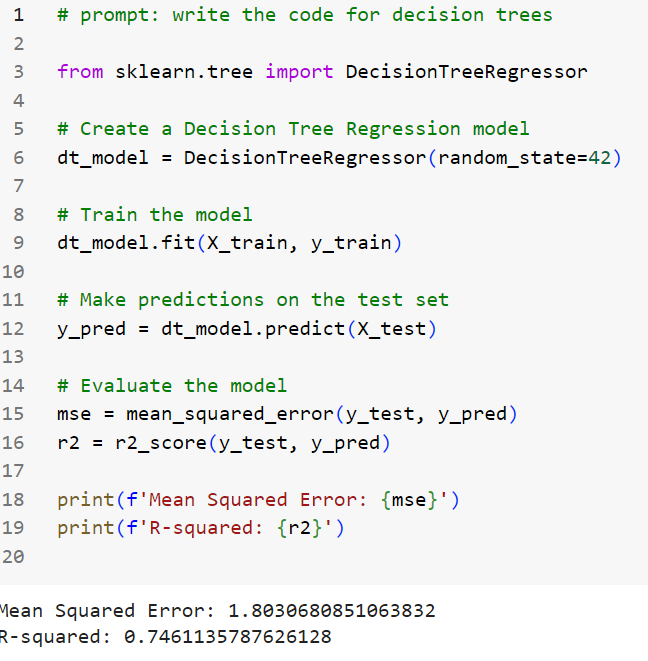 1 # prompt: write the code for decision trees
2
3 from sklearn.tree import DecisionTreeRegressor
4
5 # Create a Decision Tree Regression model
6 dt_model = DecisionTreeRegressor(random_state=42)
7
8 # Train the model
9 dt_model.fit(X_train, y_train)
10
11 # Make predictions on the test set
12 y_pred = dt_model.predict(X_test)
13
14 # Evaluate the model
15 mse = mean_squared_error(y_test, y_pred)
16 r2 = r2_score(y_test, y_pred)
17
18 print(f'Mean Squared Error: {mse}')
19 print(f'R-squared: {r2}')
20
Mean Squared Error: 1.8030680851063832
R-squared: 0.7461135787626128